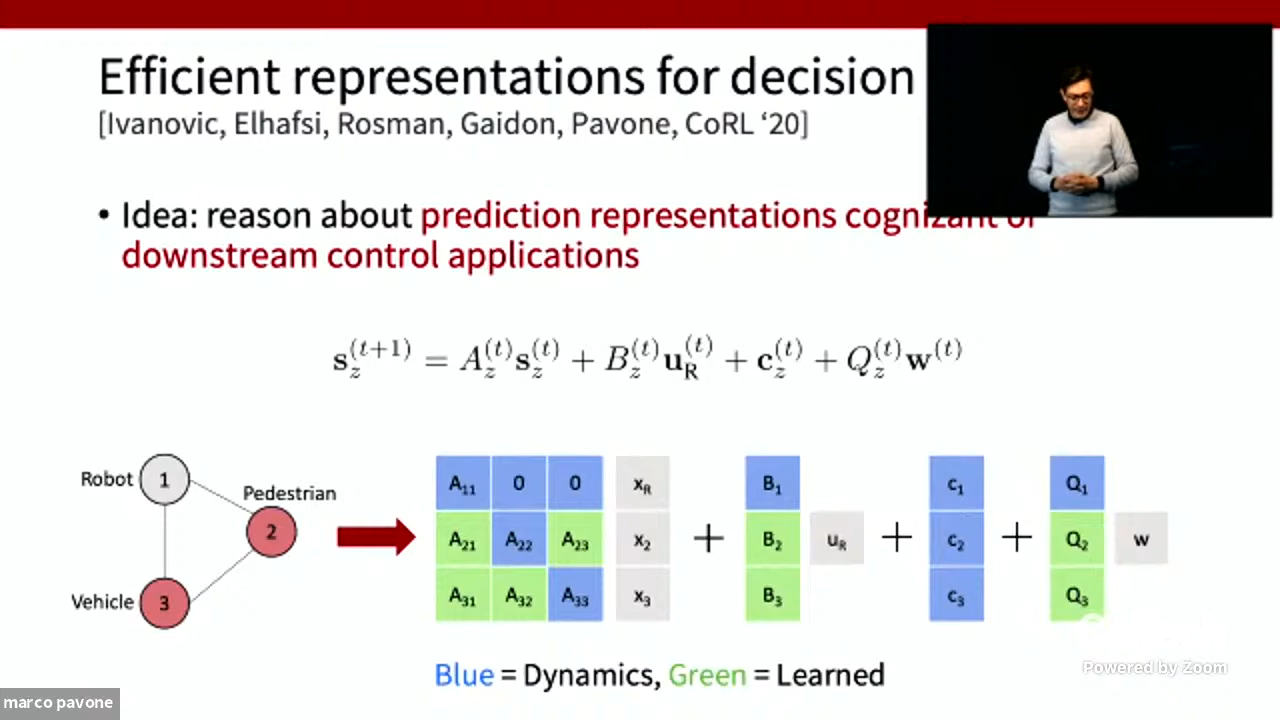 Efficient representations for decision
[Ivanovic, Elhafsi, Rosman, Gaidon, Pavone, CoRL ‘20]
• Idea: reason about prediction representations cognizant of
downstream control applications
s_z^{(t+1)} = A_z^{(t)} s_z^{(t)} + B_z^{(t)} u_R^{(t)} + c_z^{(t)} + Q_z^{(t)} w^{(t)}
Robot 1
Pedestrian
2
Vehicle 3
A11 0 0 xR B1 c1 Q1
A21 A22 A23 x2 + B2 uR + c2 + Q2 w
A31 A32 A33 x3 B3 c3 Q3
Blue = Dynamics, Green = Learned
Powered by Zoom
marco pavone